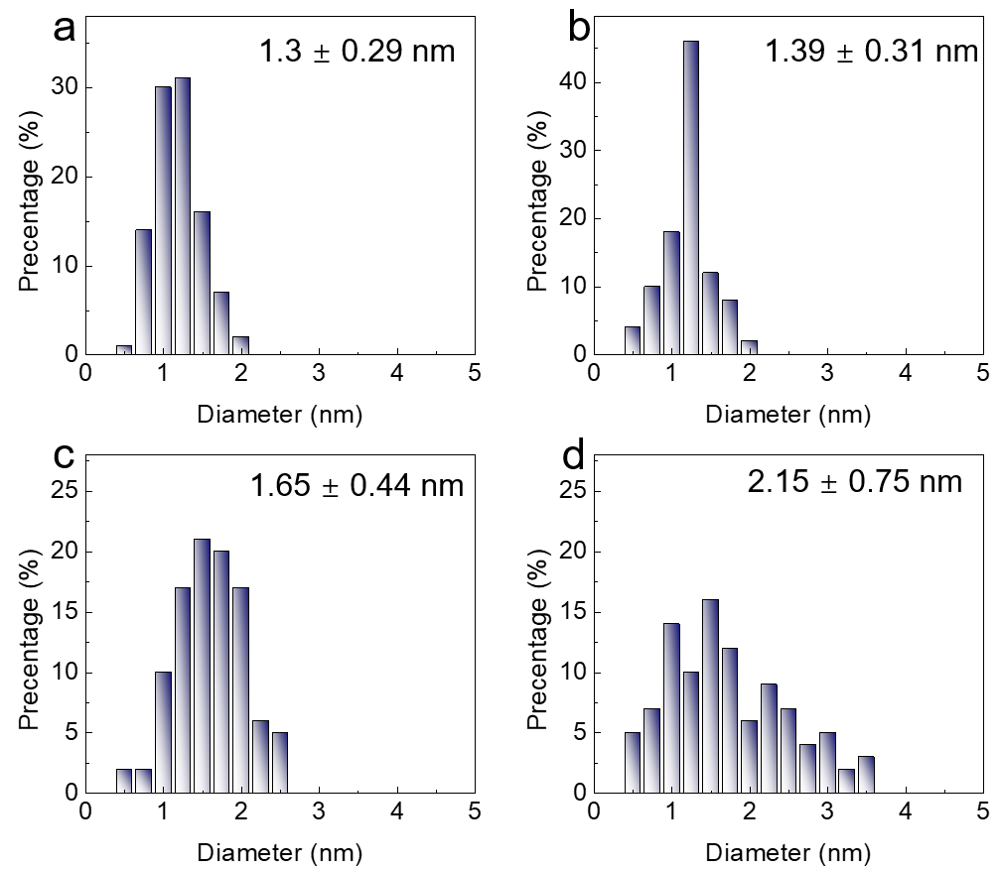 a
1.3 ± 0.29 nm
Precentage (%)
30
20
10
0
0 1 2 3 4 5
Diameter (nm)
b
1.39 ± 0.31 nm
Precentage (%)
40
30
20
10
0
0 1 2 3 4 5
Diameter (nm)
c
1.65 ± 0.44 nm
Precentage (%)
25
20
15
10
5
0
0 1 2 3 4 5
Diameter (nm)
d
2.15 ± 0.75 nm
Precentage (%)
25
20
15
10
5
0
0 1 2 3 4 5
Diameter (nm)